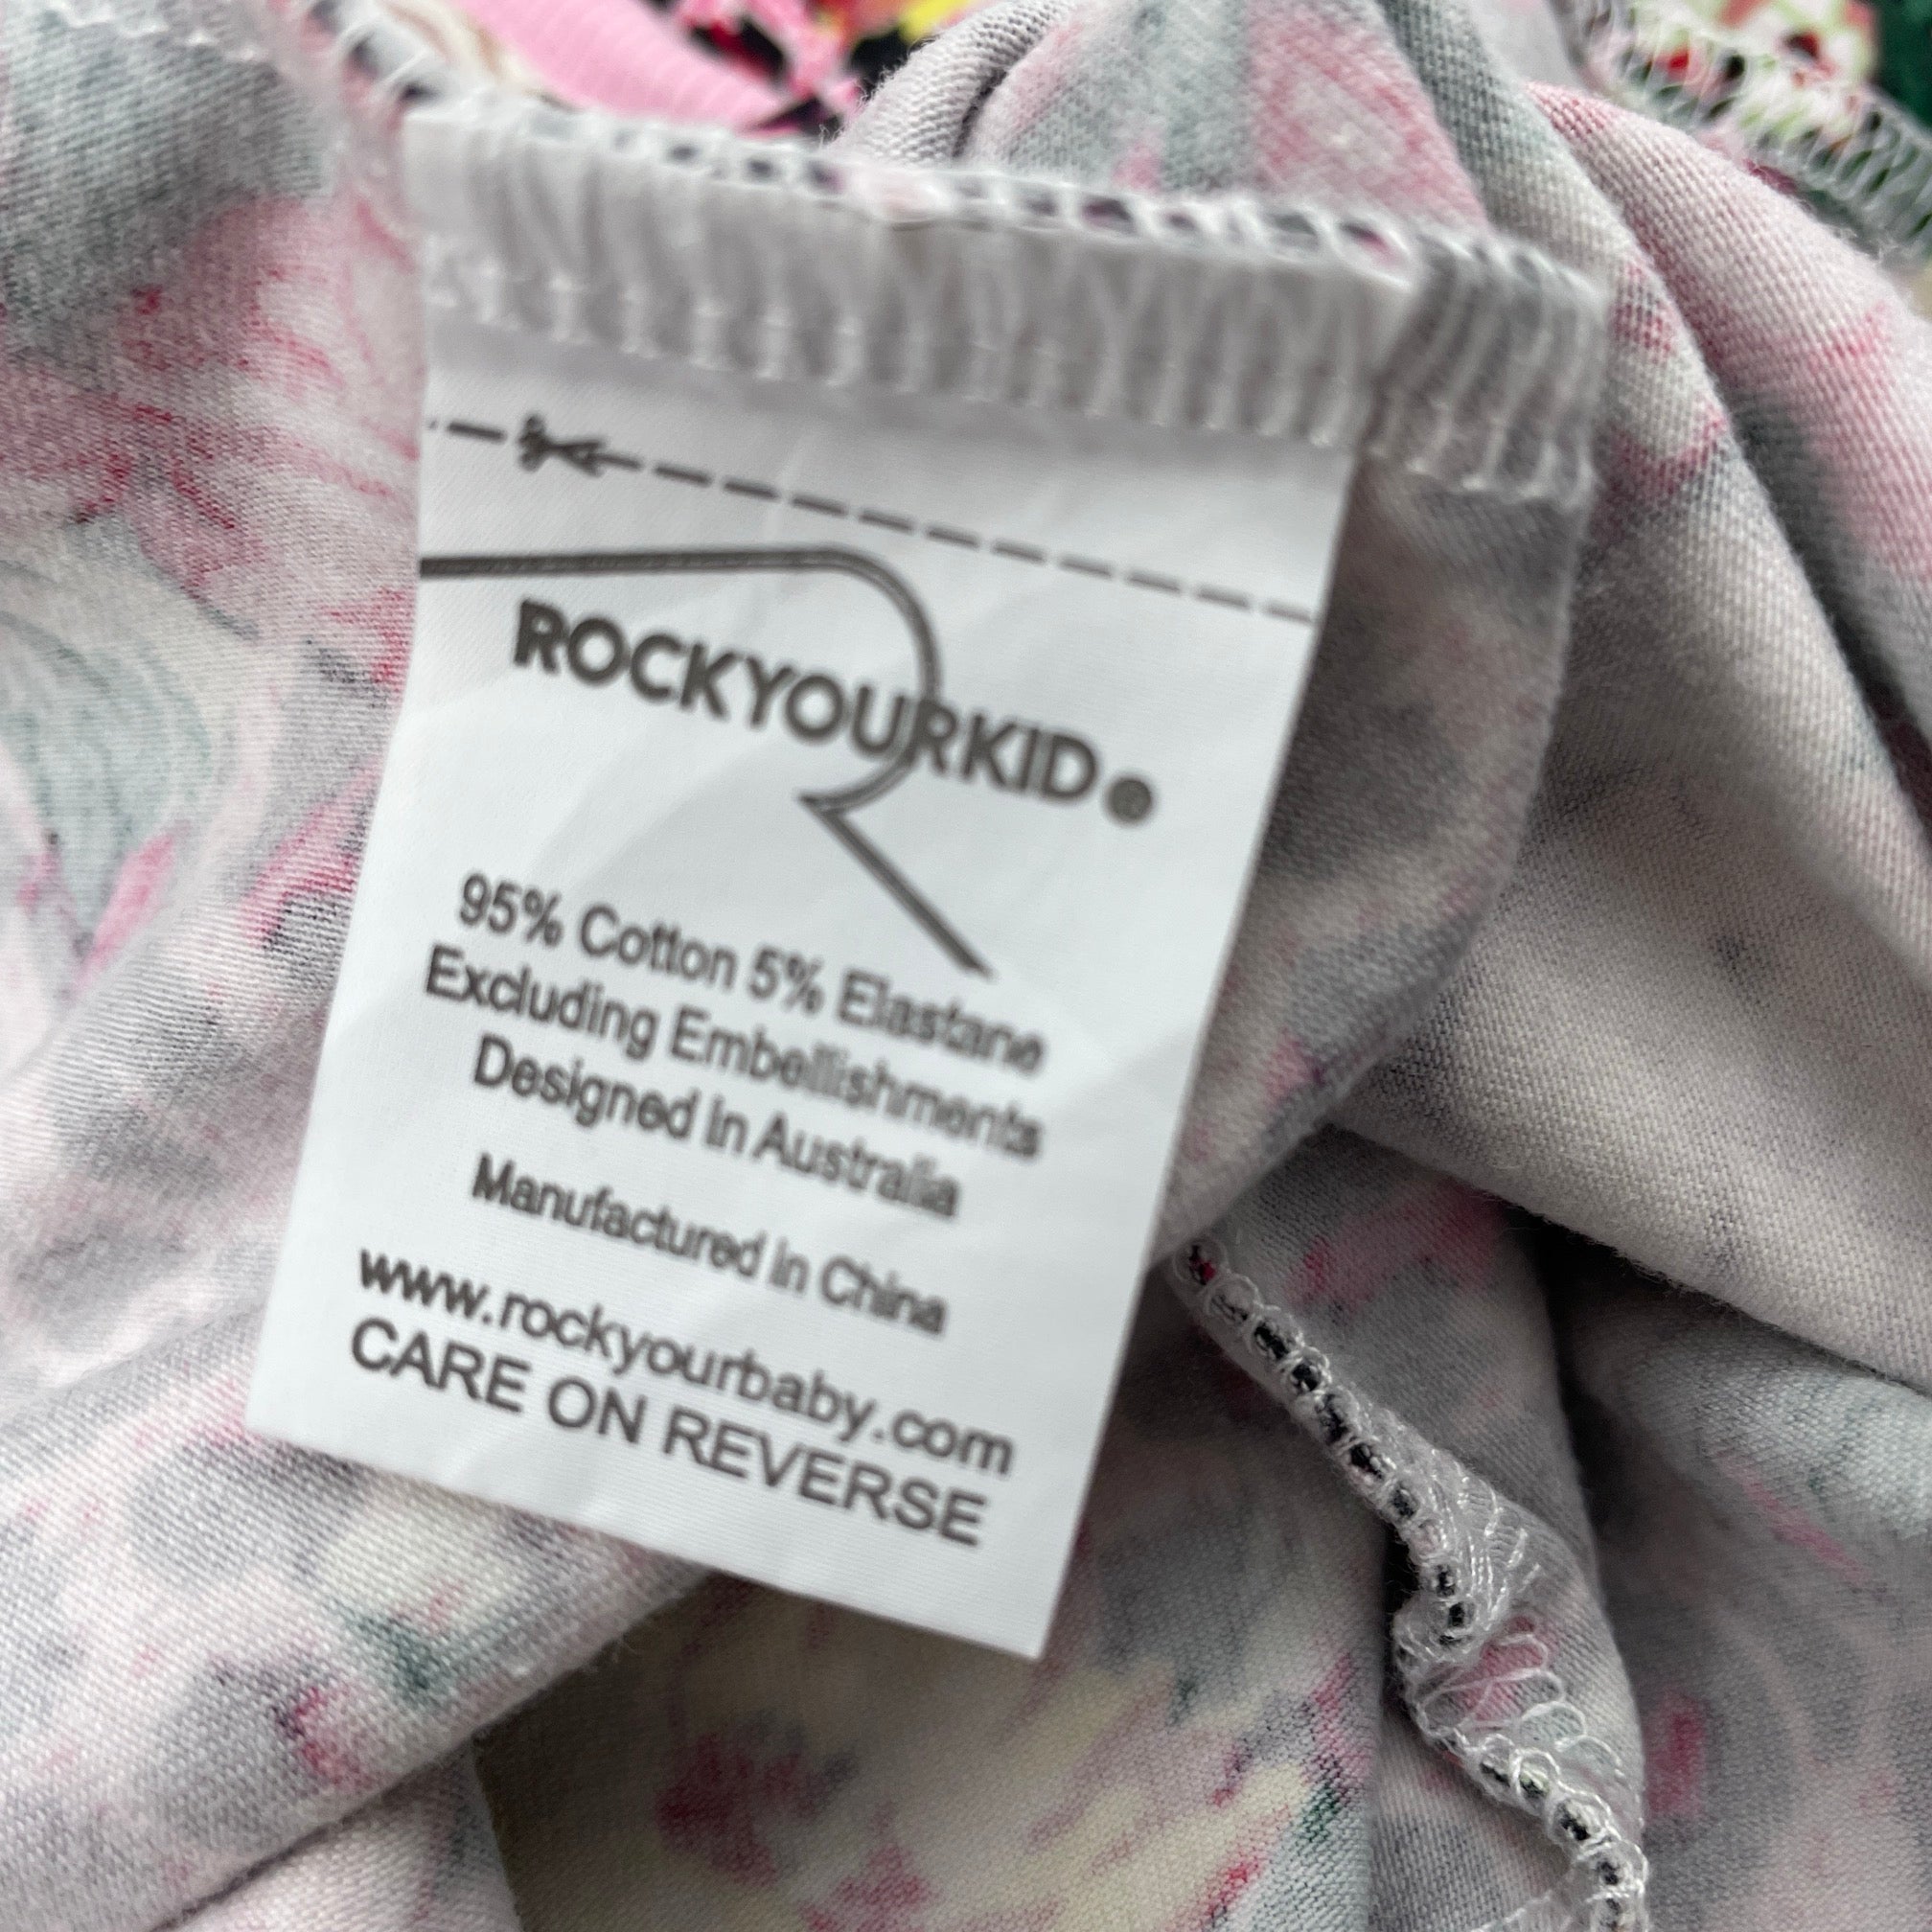 ROCKYOURKID®
95% Cotton 5% Elastane
Excluding Embellishments
Designed in Australia
Manufactured in China
www.rockyourbaby.com
CARE ON REVERSE